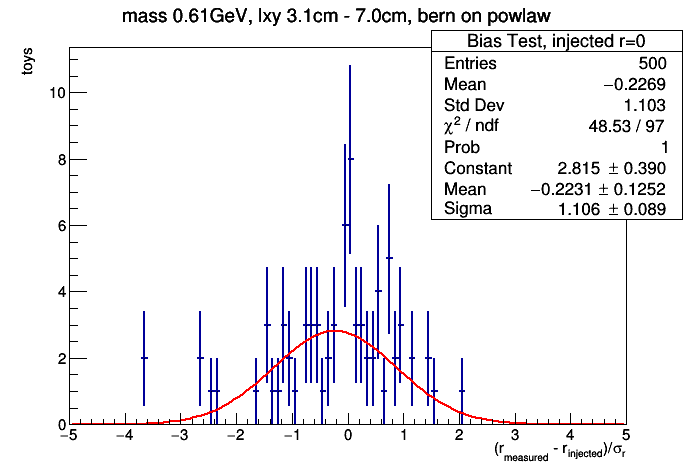 mass 0.61GeV, lxy 3.1cm - 7.0cm, bern on powlaw
toys
Bias Test, injected r=0
Entries 500
Mean −0.2269
Std Dev 1.103
χ² / ndf 48.53 / 97
Prob 1
Constant 2.815 ± 0.390
Mean −0.2231 ± 0.1252
Sigma 1.106 ± 0.089
10
8
6
4
2
0
−5 −4 −3 −2 −1 0 1 2 3 4 5
(r_measured - r_injected)/σ_r